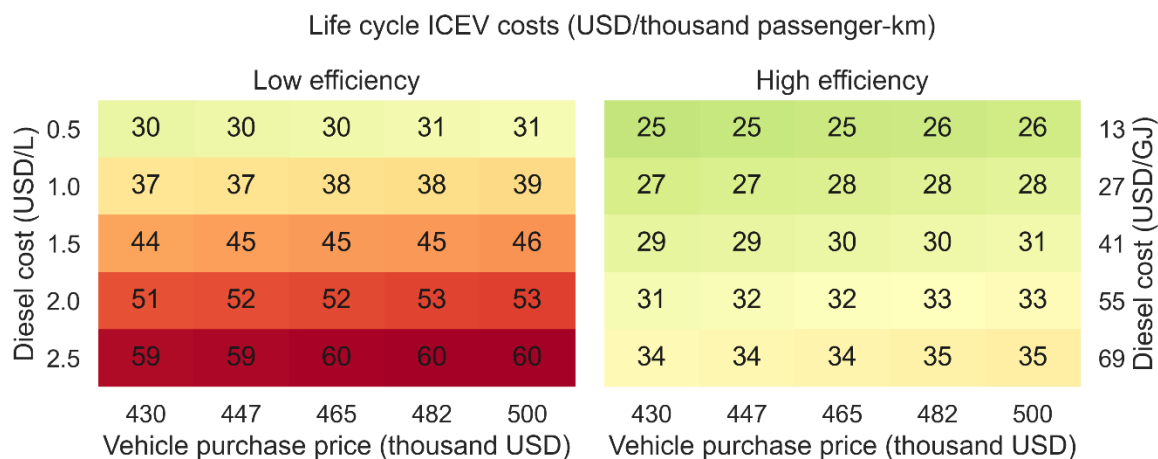 Life cycle ICEV costs (USD/thousand passenger-km)
Low efficiency
High efficiency
Diesel cost (USD/L)
0.5 30 30 30 31 31 25 25 25 26 26 13
1.0 37 37 38 38 39 27 27 28 28 28 27
1.5 44 45 45 45 46 29 29 30 30 31 41
2.0 51 52 52 53 53 31 32 32 33 33 55
2.5 59 59 60 60 60 34 34 34 35 35 69
Diesel cost (USD/GJ)
430 447 465 482 500 430 447 465 482 500
Vehicle purchase price (thousand USD)
Vehicle purchase price (thousand USD)